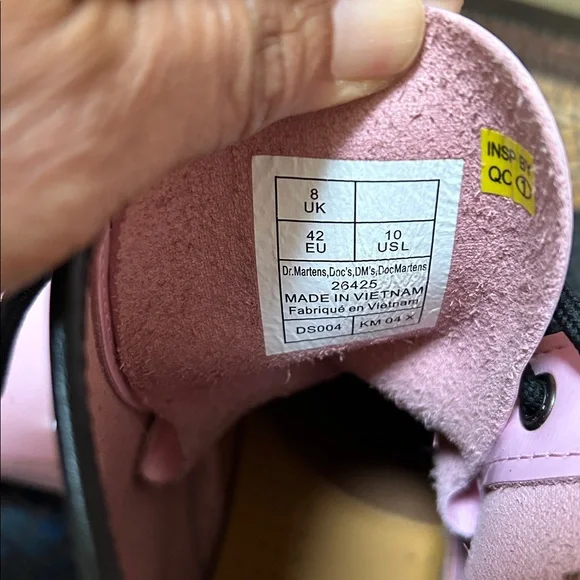 8
UK
42
EU
10
USL
Dr.Martens,Doc's,DM's,DocMartens
26425
MADE IN VIETNAM
Fabriqué en Vietnam
DS004 KM 04 X
INSP BY
QC 1